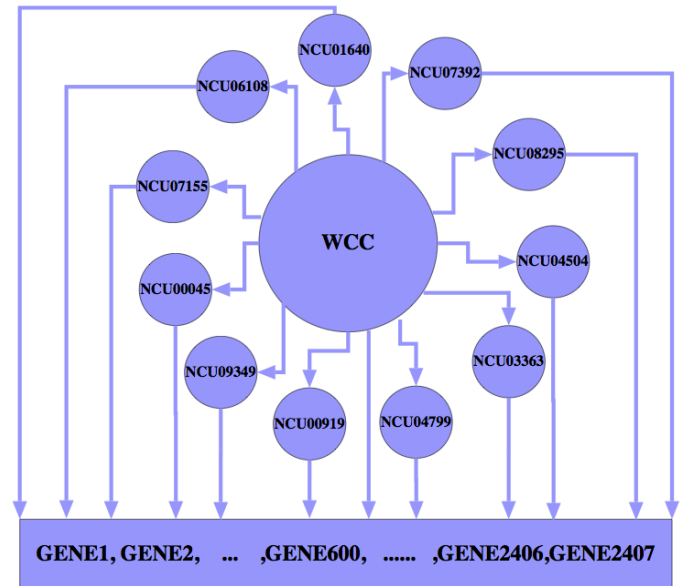 NCU01640
NCU07392
NCU06108
NCU08295
NCU07155
WCC
NCU04504
NCU00045
NCU03363
NCU09349
NCU00919
NCU04799
GENE1, GENE2, ... ,GENE600, ...... ,GENE2406,GENE2407